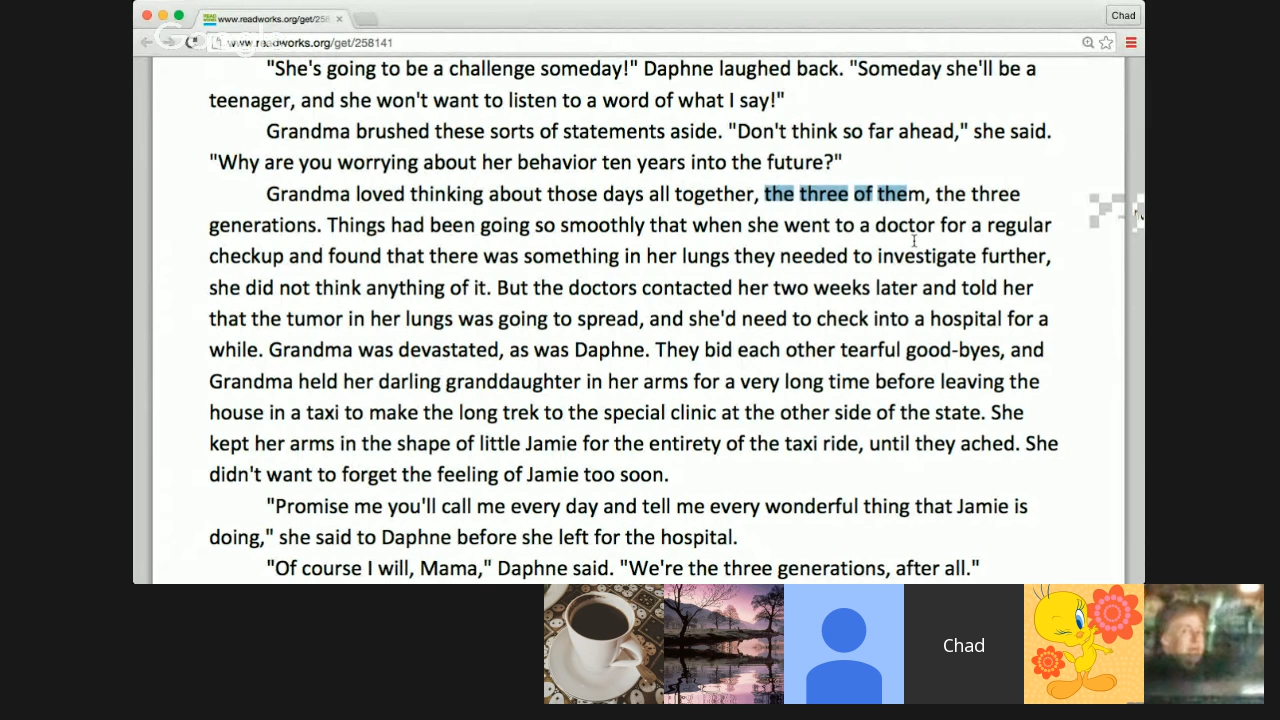 www.readworks.org/get/258
Chad
Google
www.readworks.org/get/258141
"She's going to be a challenge someday!" Daphne laughed back. "Someday she'll be a
teenager, and she won't want to listen to a word of what I say!"
Grandma brushed these sorts of statements aside. "Don't think so far ahead," she said.
"Why are you worrying about her behavior ten years into the future?"
Grandma loved thinking about those days all together, the three of them, the three
generations. Things had been going so smoothly that when she went to a doctor for a regular
checkup and found that there was something in her lungs they needed to investigate further,
she did not think anything of it. But the doctors contacted her two weeks later and told her
that the tumor in her lungs was going to spread, and she'd need to check into a hospital for a
while. Grandma was devastated, as was Daphne. They bid each other tearful good-byes, and
Grandma held her darling granddaughter in her arms for a very long time before leaving the
house in a taxi to make the long trek to the special clinic at the other side of the state. She
kept her arms in the shape of little Jamie for the entirety of the taxi ride, until they ached. She
didn't want to forget the feeling of Jamie too soon.
"Promise me you'll call me every day and tell me every wonderful thing that Jamie is
doing," she said to Daphne before she left for the hospital.
"Of course I will, Mama," Daphne said. "We're the three generations, after all."
Chad